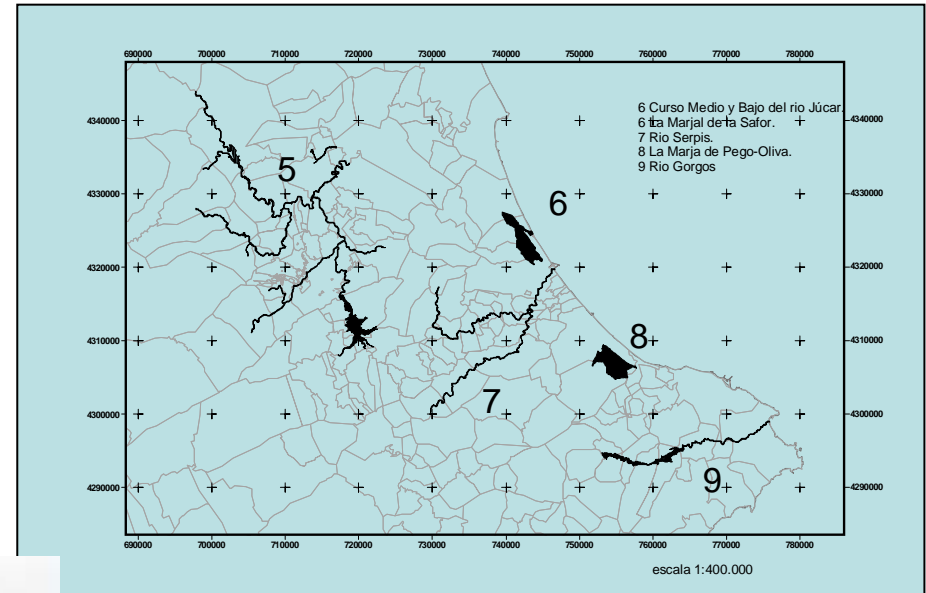 690000 700000 710000 720000 730000 740000 750000 760000 770000 780000
6 Curso Medio y Bajo del rio Júcar.
4340000 4340000
6 La Marjal de la Safor.
7 Rio Serpis.
8 La Marja de Pego-Oliva.
9 Rio Gorgos
5
4330000 4330000
6
4320000 4320000
8
4310000 4310000
7
4300000 4300000
9
4290000 4290000
690000 700000 710000 720000 730000 740000 750000 760000 770000 780000
escala 1:400.000